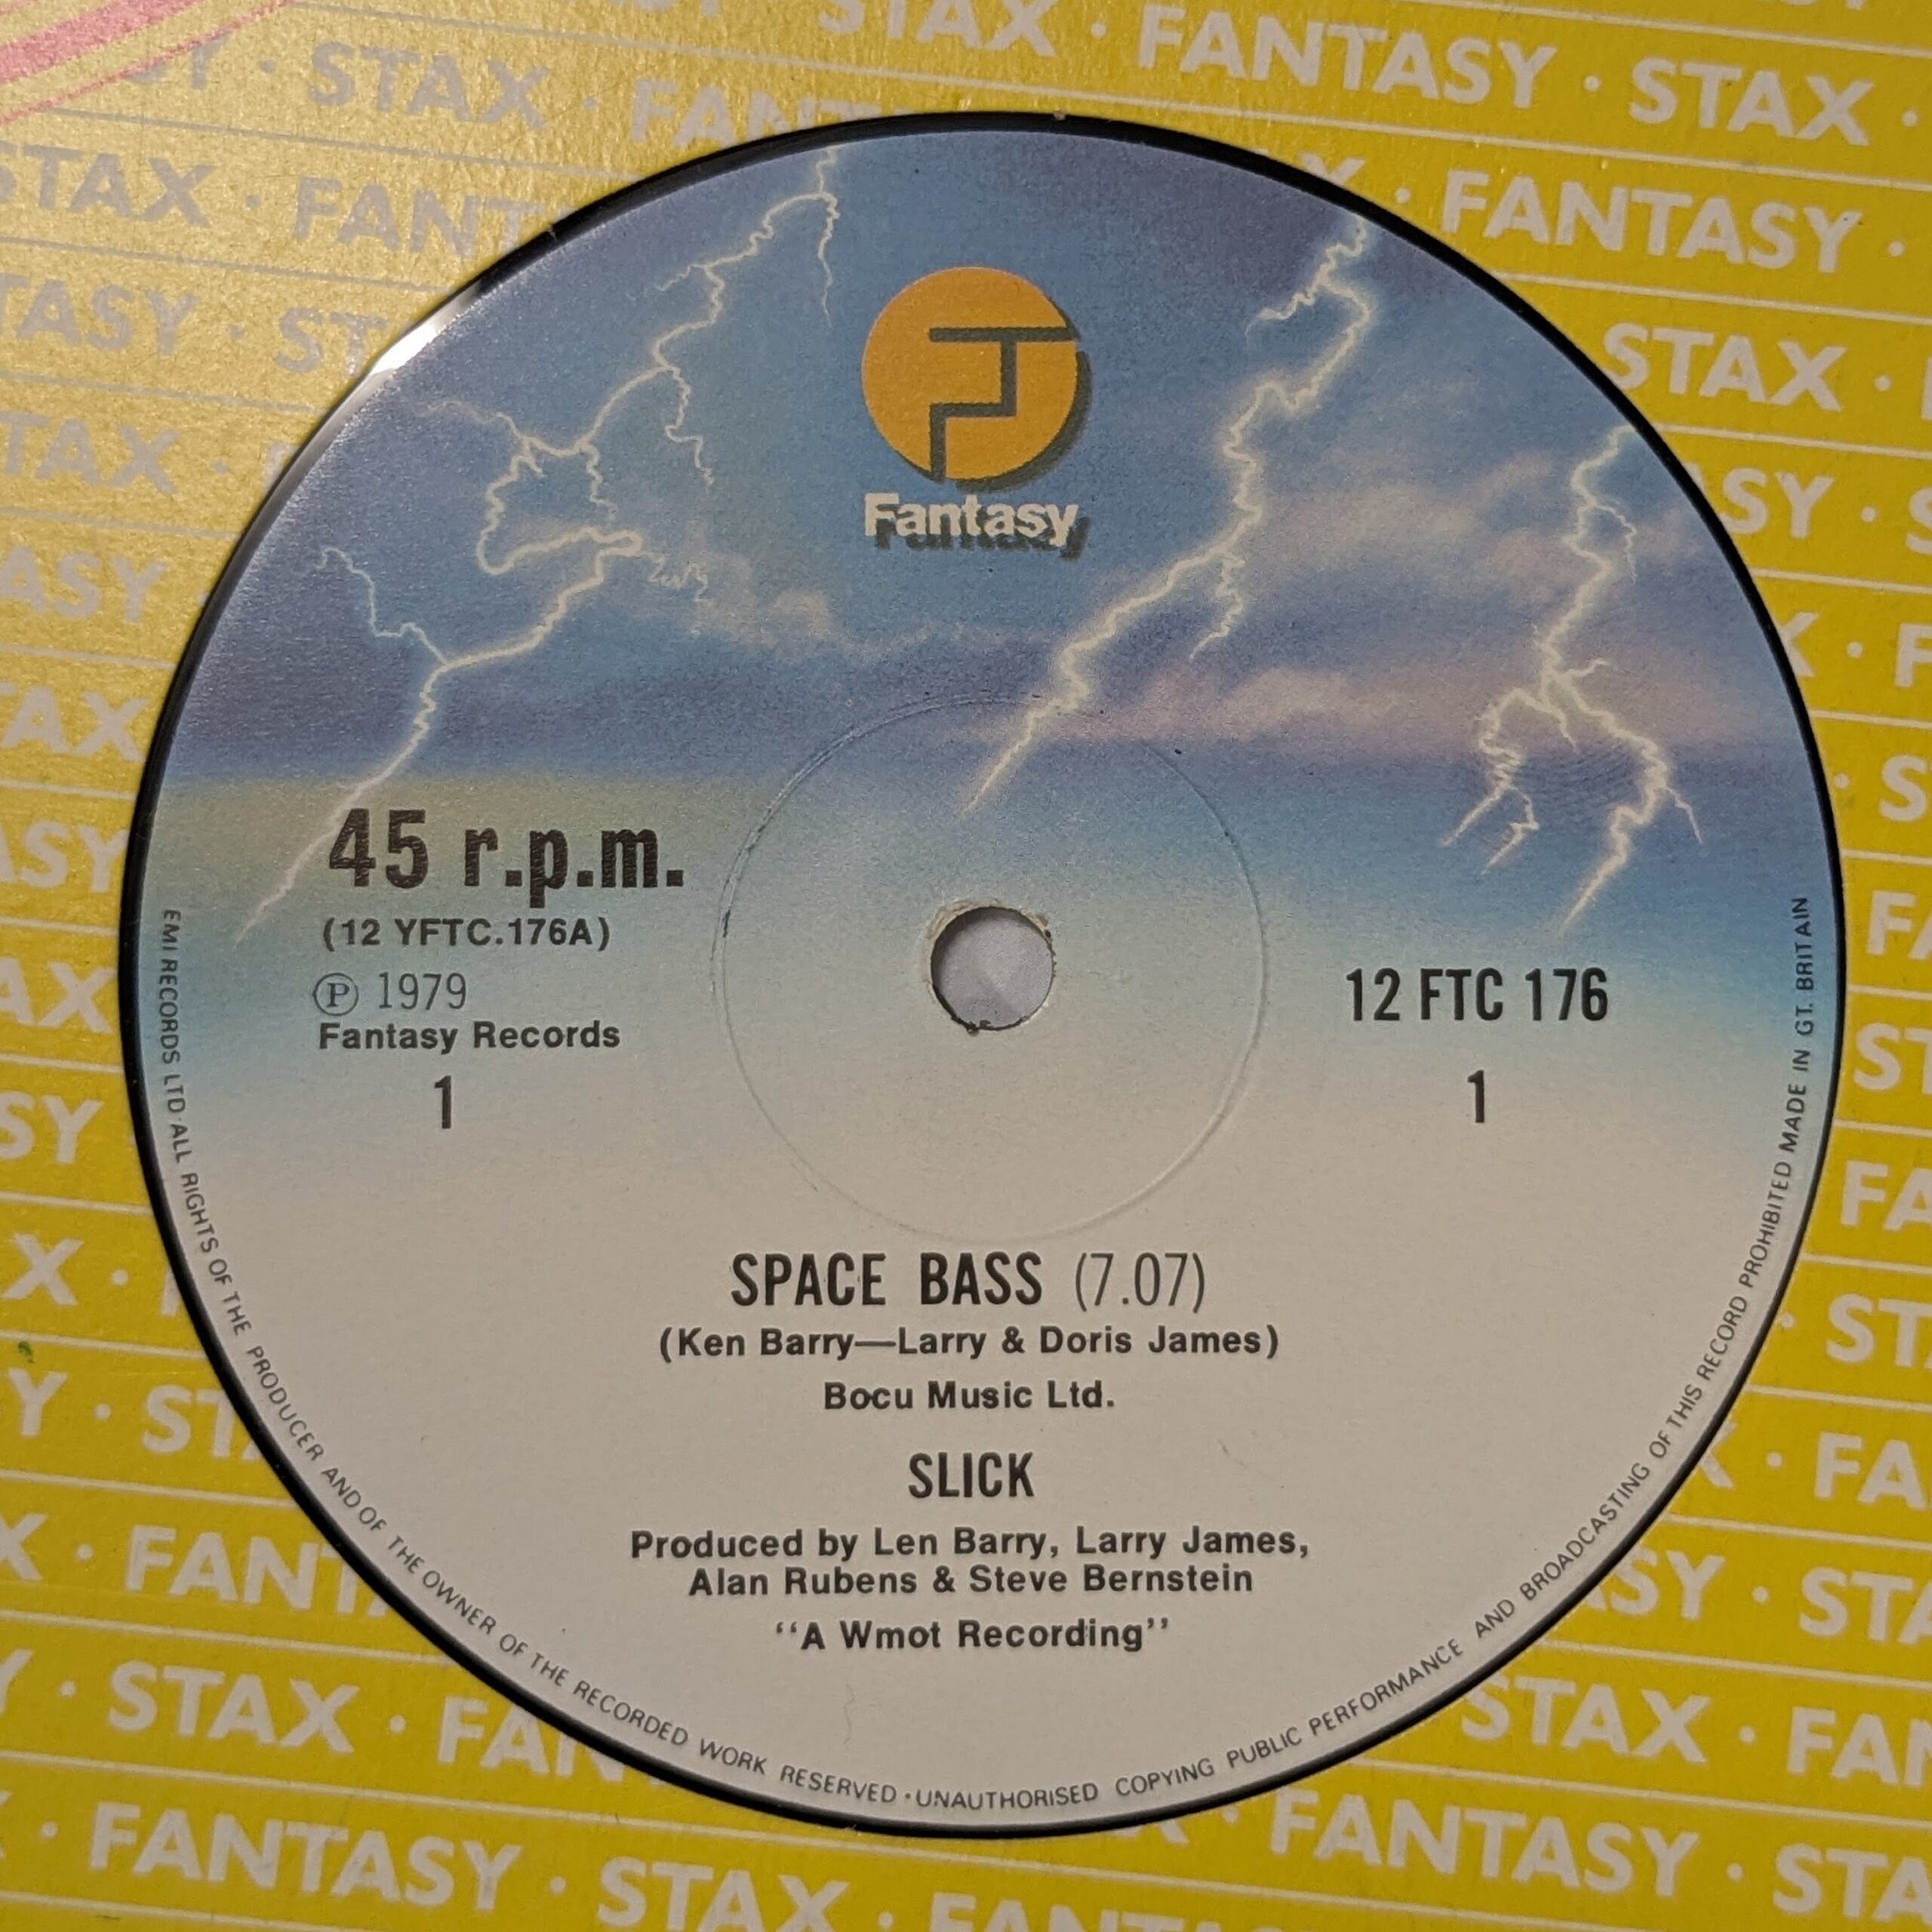 STAX · FANTASY
STAX · FANTASY · STAX ·
STAX · FANTASY ·
STAX ·
Fantasy
45 r.p.m.
(12 YFTC.176A)
Ⓟ 1979
Fantasy Records
1
12 FTC 176
1
SPACE BASS (7.07)
(Ken Barry—Larry & Doris James)
Bocu Music Ltd.
SLICK
Produced by Len Barry, Larry James,
Alan Rubens & Steve Bernstein
“A Wmot Recording”
EMI RECORDS LTD·ALL RIGHTS OF THE PRODUCER AND OF THE OWNER OF THE RECORDED WORK RESERVED·UNAUTHORISED COPYING PUBLIC PERFORMANCE AND BROADCASTING OF THIS RECORD PROHIBITED MADE IN GT. BRITAIN
· STAX ·
· FANTASY · STAX ·
· FANTASY ·